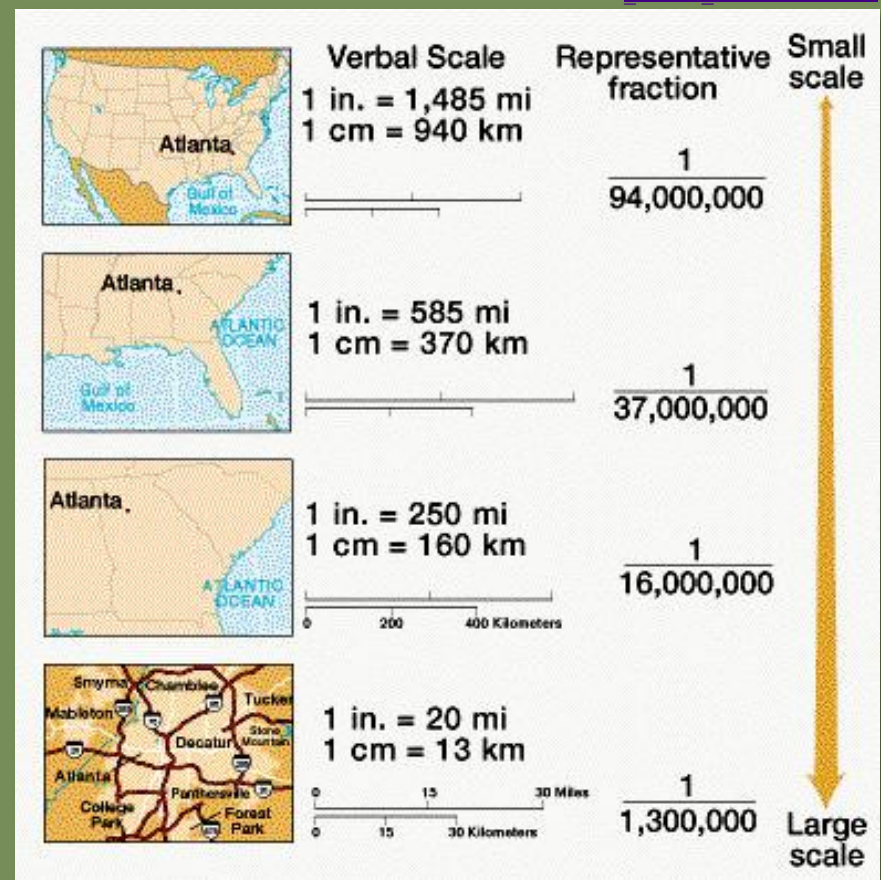 Verbal Scale
Representative
fraction
Small
scale
Atlanta
Gulf of
Mexico
1 in. = 1,485 mi
1 cm = 940 km
1
94,000,000
Atlanta
ATLANTIC
OCEAN
Gulf of
Mexico
1 in. = 585 mi
1 cm = 370 km
1
37,000,000
Atlanta
ATLANTIC
OCEAN
1 in. = 250 mi
1 cm = 160 km
0 200 400 Kilometers
1
16,000,000
Smyrna
Chamblee
Tucker
Mableton
Decatur
Stone
Mountain
Atlanta
Panthersville
College
Park
Forest
Park
1 in. = 20 mi
1 cm = 13 km
0 15 30 Miles
0 15 30 Kilometers
1
1,300,000
Large
scale